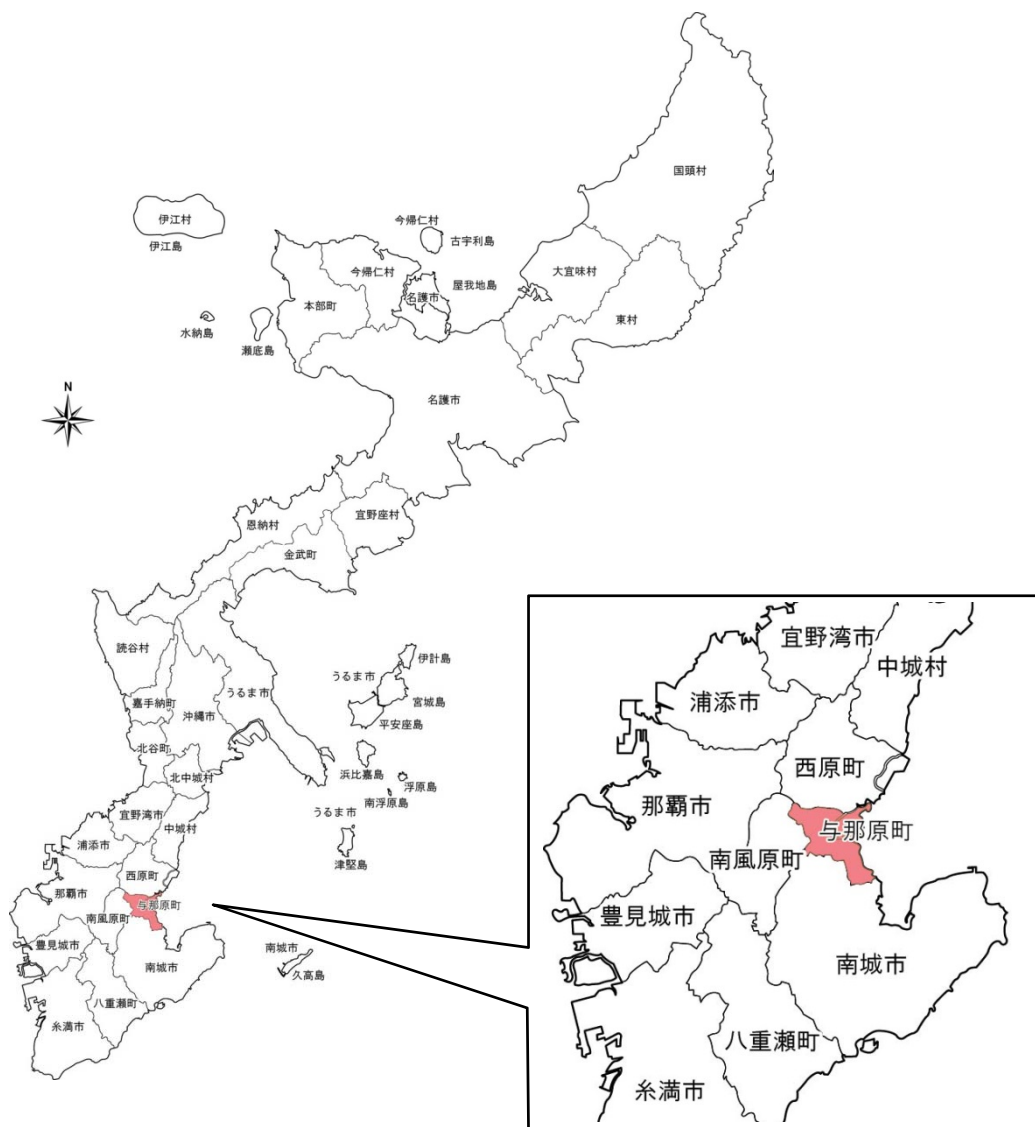 国頭村
伊江村
伊江島
今帰仁村
古宇利島
今帰仁村
大宜味村
屋我地島
名護市
本部町
東村
水納島
瀬底島
N
名護市
恩納村
宜野座村
金武町
読谷村
伊計島
うるま市
うるま市
宮城島
嘉手納町
沖縄市
平安座島
北谷町
浜比嘉島
北中城村
浮原島
南浮原島
うるま市
宜野湾市
中城村
浦添市
津堅島
西原町
那覇市
与那原町
南風原町
豊見城市
南城市
南城市
久高島
八重瀬町
糸満市
宜野湾市
中城村
浦添市
西原町
那覇市
与那原町
南風原町
豊見城市
南城市
八重瀬町
糸満市